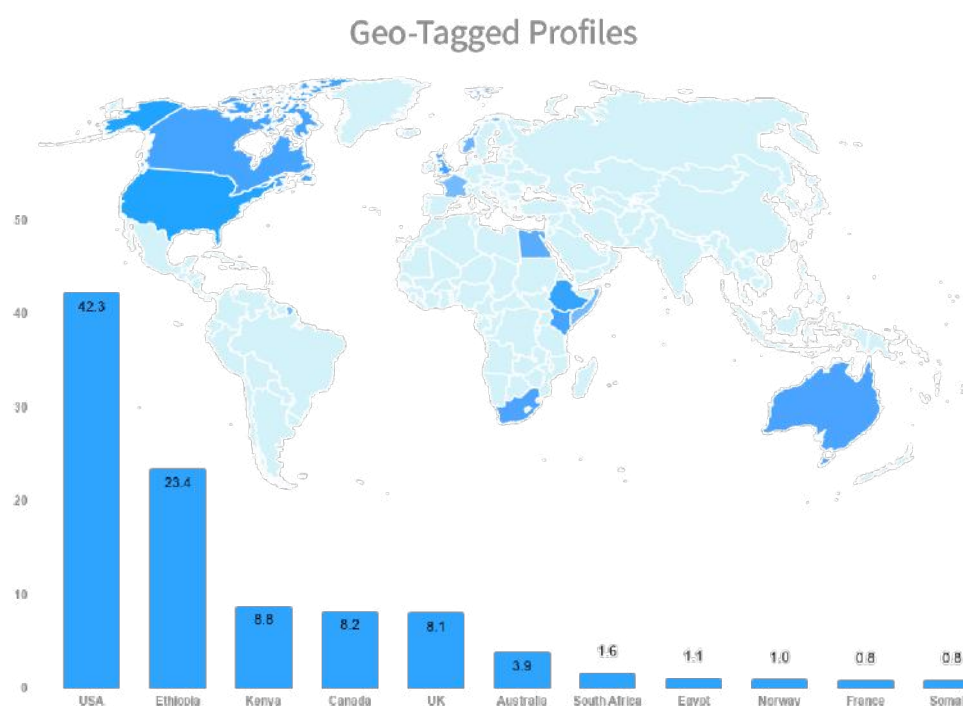 Geo-Tagged Profiles
50
40
30
20
10
0
42.3
23.4
8.8
8.2
8.1
3.9
1.6
1.1
1.0
0.8
0.8
USA
Ethiopia
Kenya
Canada
UK
Australia
South Africa
Egypt
Norway
France
Somal